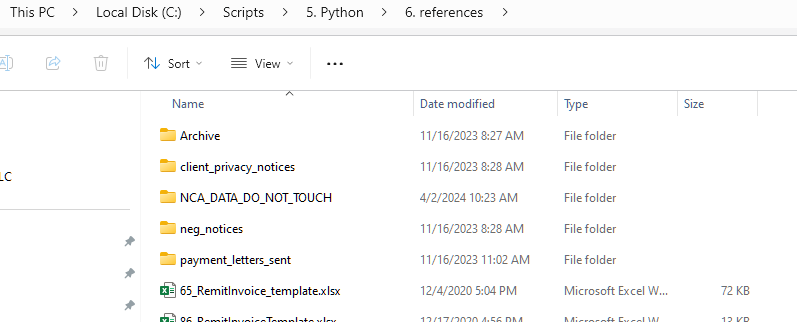 This PC > Local Disk (C:) > Scripts > 5. Python > 6. references >
Sort View ...
Name Date modified Type Size
Archive 11/16/2023 8:27 AM File folder
LC client_privacy_notices 11/16/2023 8:28 AM File folder
NCA_DATA_DO_NOT_TOUCH 4/2/2024 10:23 AM File folder
neg_notices 11/16/2023 8:28 AM File folder
payment_letters_sent 11/16/2023 11:02 AM File folder
65_RemitInvoice_template.xlsx 12/4/2020 5:04 PM Microsoft Excel W... 72 KB
86_RemitInvoiceTemplate.xlsx 12/17/2020 4:56 PM Microsoft Excel W... 13 KB